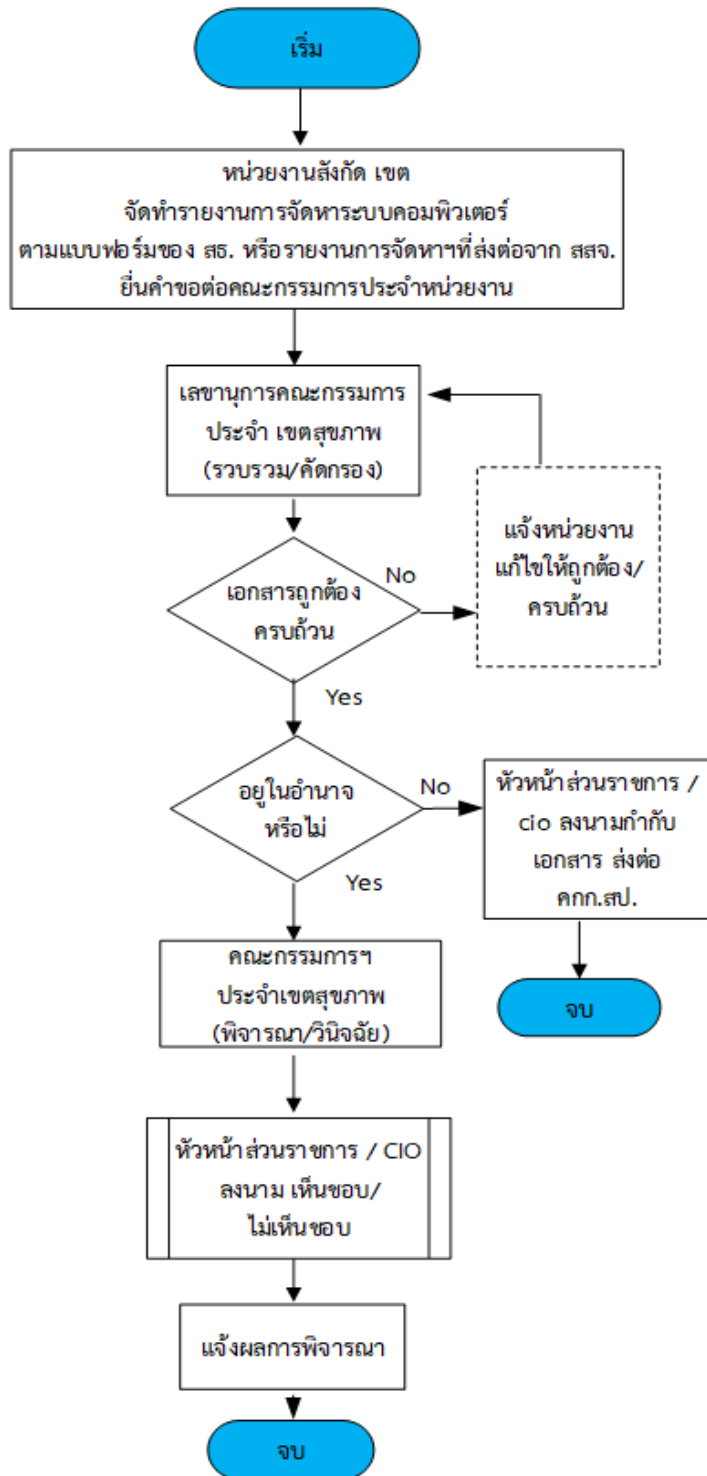 เริ่ม
หน่วยงานสังกัด เขต
จัดทำรายงานการจัดหาระบบคอมพิวเตอร์
ตามแบบฟอร์มของ สธ. หรือรายงานการจัดหาฯที่ส่งต่อจาก สสจ.
ยื่นคำขอต่อคณะกรรมการประจำหน่วยงาน
เลขานุการคณะกรรมการ
ประจำ เขตสุขภาพ
(รวบรวม/คัดกรอง)
แจ้งหน่วยงาน
แก้ไขให้ถูกต้อง/
ครบถ้วน
เอกสารถูกต้อง
ครบถ้วน
No
Yes
อยู่ในอำนาจ
หรือไม่
No
หัวหน้าส่วนราชการ /
cio ลงนามกำกับ
เอกสาร ส่งต่อ
คกก.สป.
จบ
Yes
คณะกรรมการฯ
ประจำเขตสุขภาพ
(พิจารณา/วินิจฉัย)
หัวหน้าส่วนราชการ / CIO
ลงนาม เห็นชอบ/
ไม่เห็นชอบ
แจ้งผลการพิจารณา
จบ